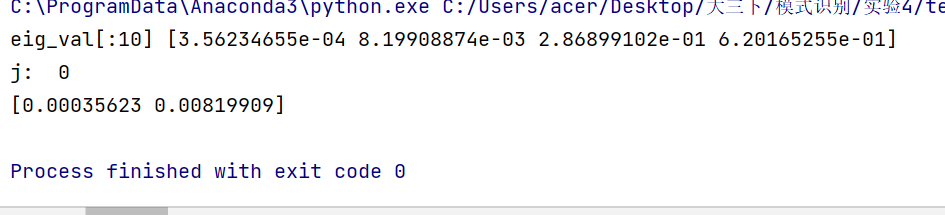 C:\ProgramData\Anaconda3\python.exe C:/Users/acer/Desktop/大三下/模式识别/实验4/te
eig_val[:10] [3.56234655e-04 8.19908874e-03 2.86899102e-01 6.20165255e-01]
j:  0
[0.00035623 0.00819909]
Process finished with exit code 0